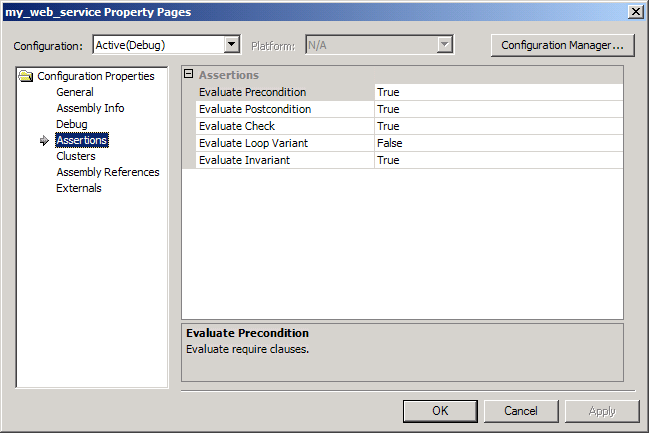 my_web_service Property Pages
Configuration: Active(Debug) Platform: N/A Configuration Manager...
Configuration Properties
General
Assembly Info
Debug
Assertions
Clusters
Assembly References
Externals
Assertions
Evaluate Precondition True
Evaluate Postcondition True
Evaluate Check True
Evaluate Loop Variant False
Evaluate Invariant True
Evaluate Precondition
Evaluate require clauses.
OK Cancel Apply